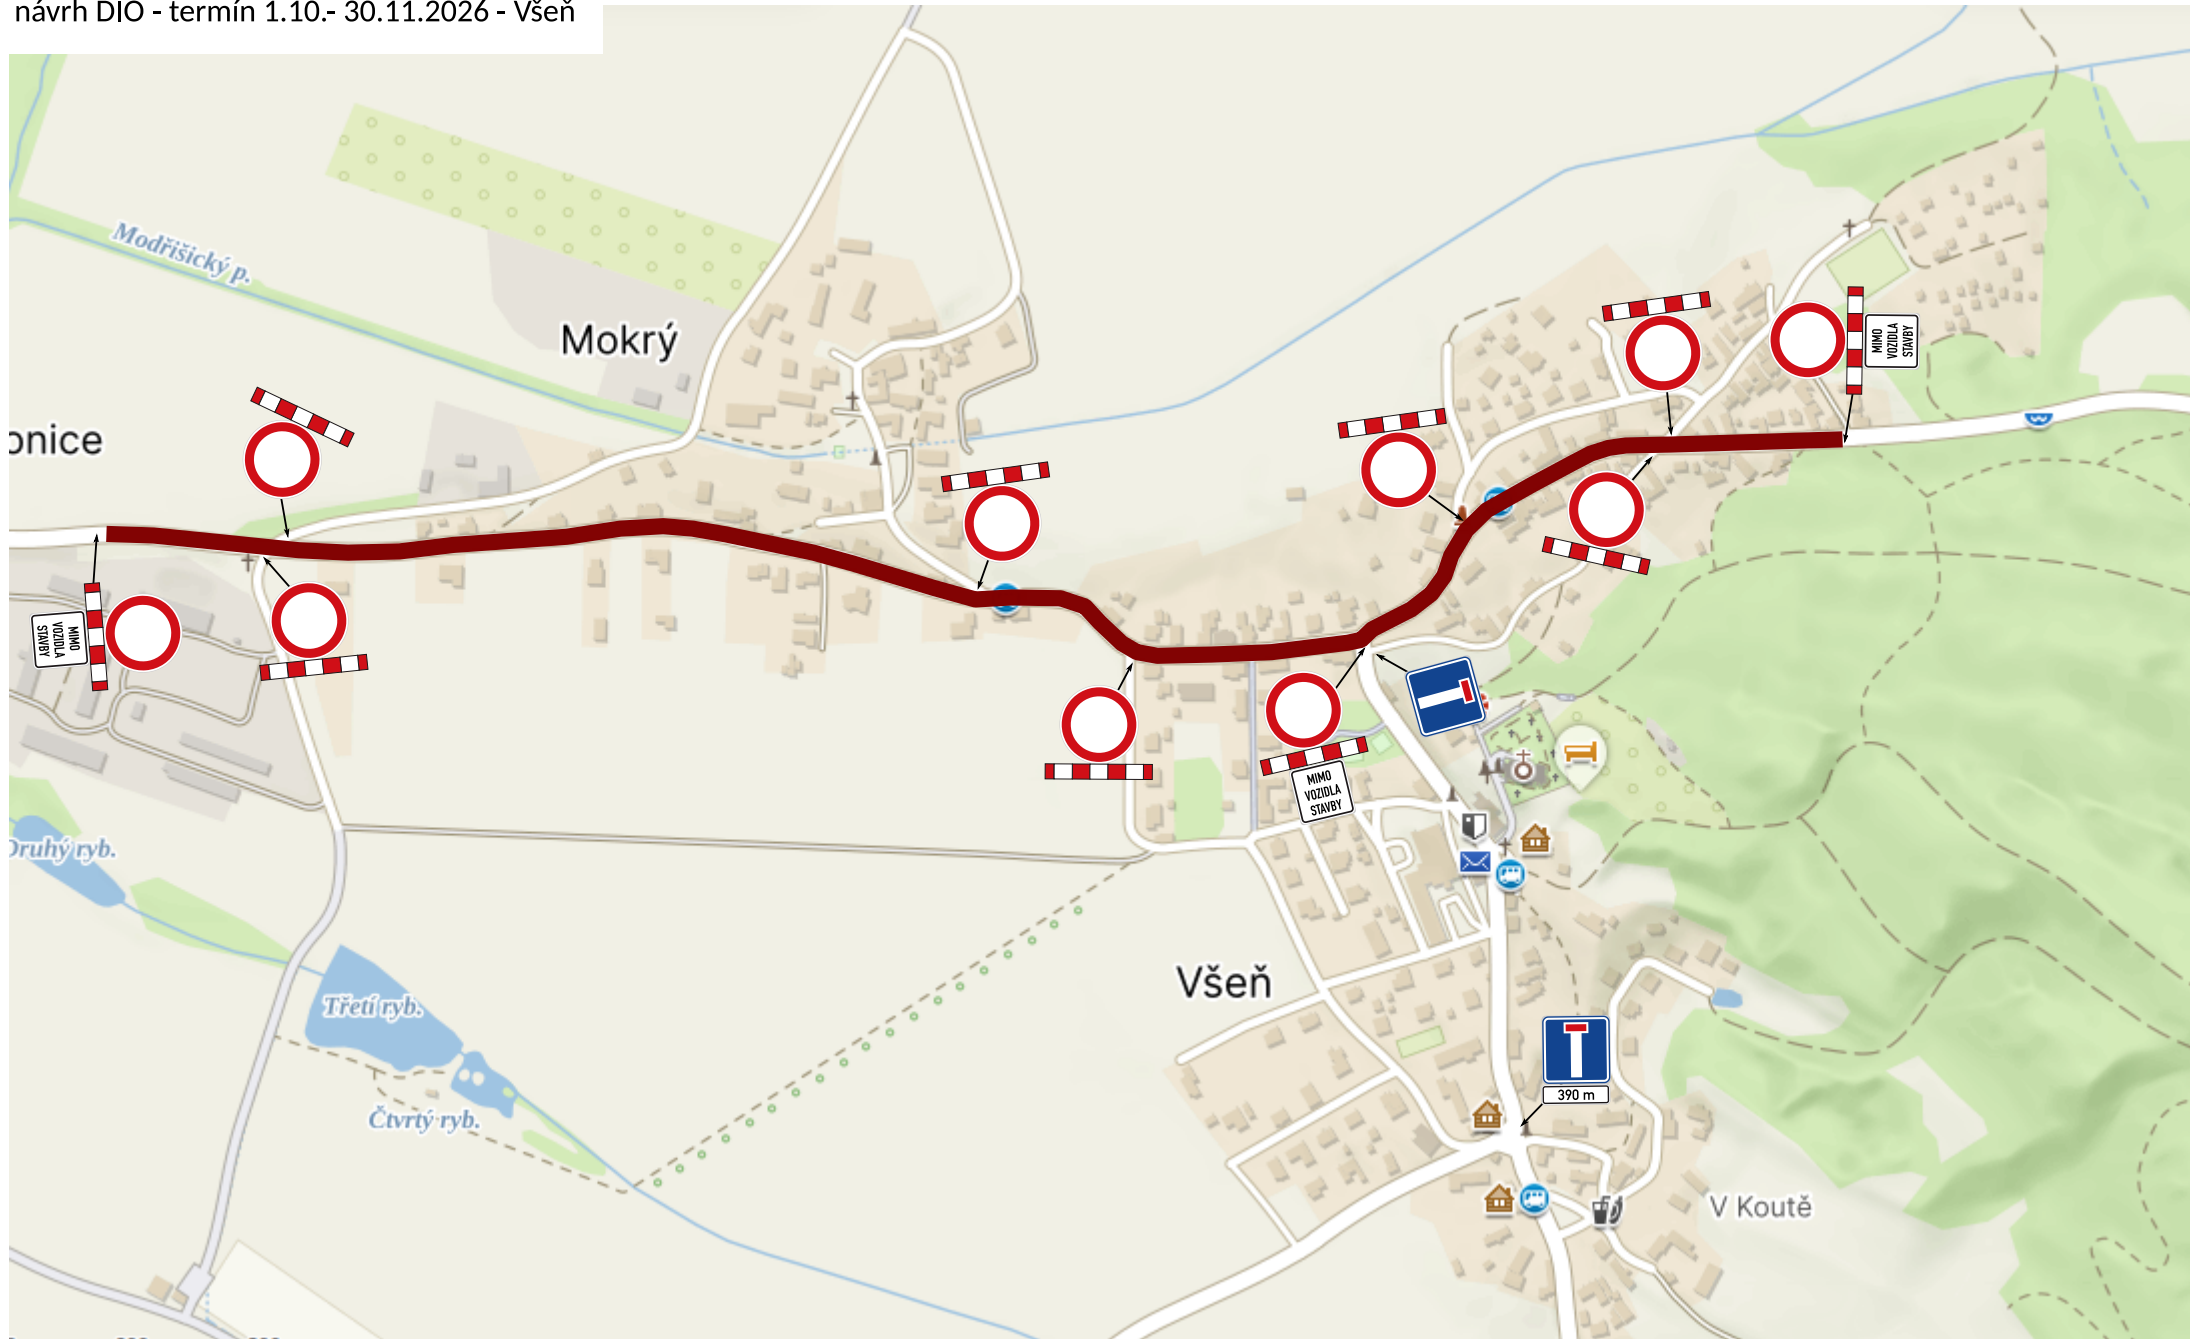 návrh DIO - termín 1.10.- 30.11.2026 - Všeň
Modřišický p.
Mokrý
onice
MIMO
VOZIDLA
STAVBY
MIMO
VOZIDLA
STAVBY
MIMO
VOZIDLA
STAVBY
Druhý ryb.
Všeň
Třetí ryb.
Čtvrtý ryb.
390 m
V Koutě